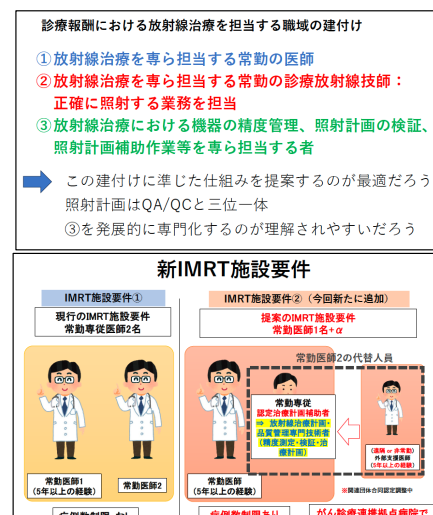 診療報酬における放射線治療を担当する職域の建付け
①放射線治療を専ら担当する常勤の医師
②放射線治療を専ら担当する常勤の診療放射線技師：
正確に照射する業務を担当
③放射線治療における機器の精度管理、照射計画の検証、
照射計画補助作業等を専ら担当する者
この建付けに準じた仕組みを提案するのが最適だろう
照射計画はQA/QCと三位一体
③を発展的に専門化するのが理解されやすいだろう
新IMRT施設要件
IMRT施設要件①
現行のIMRT施設要件
常勤専従医師2名
常勤医師1
(5年以上の経験)
常勤医師2
IMRT施設要件②（今回新たに追加）
提案のIMRT施設要件
常勤医師1名+α
常勤医師2の代替人員
常勤専従
認定治療計画補助者
⇒ 放射線治療計画・
品質管理専門技術者
(精度測定・検証・治
療計画)
(遠隔 or 非常勤)
外部支援医師
(5年以上の経験)
常勤医師
(5年以上の経験)
※関連団体合同認定調整中
症例数制限あり
がん診療連携拠点病院で